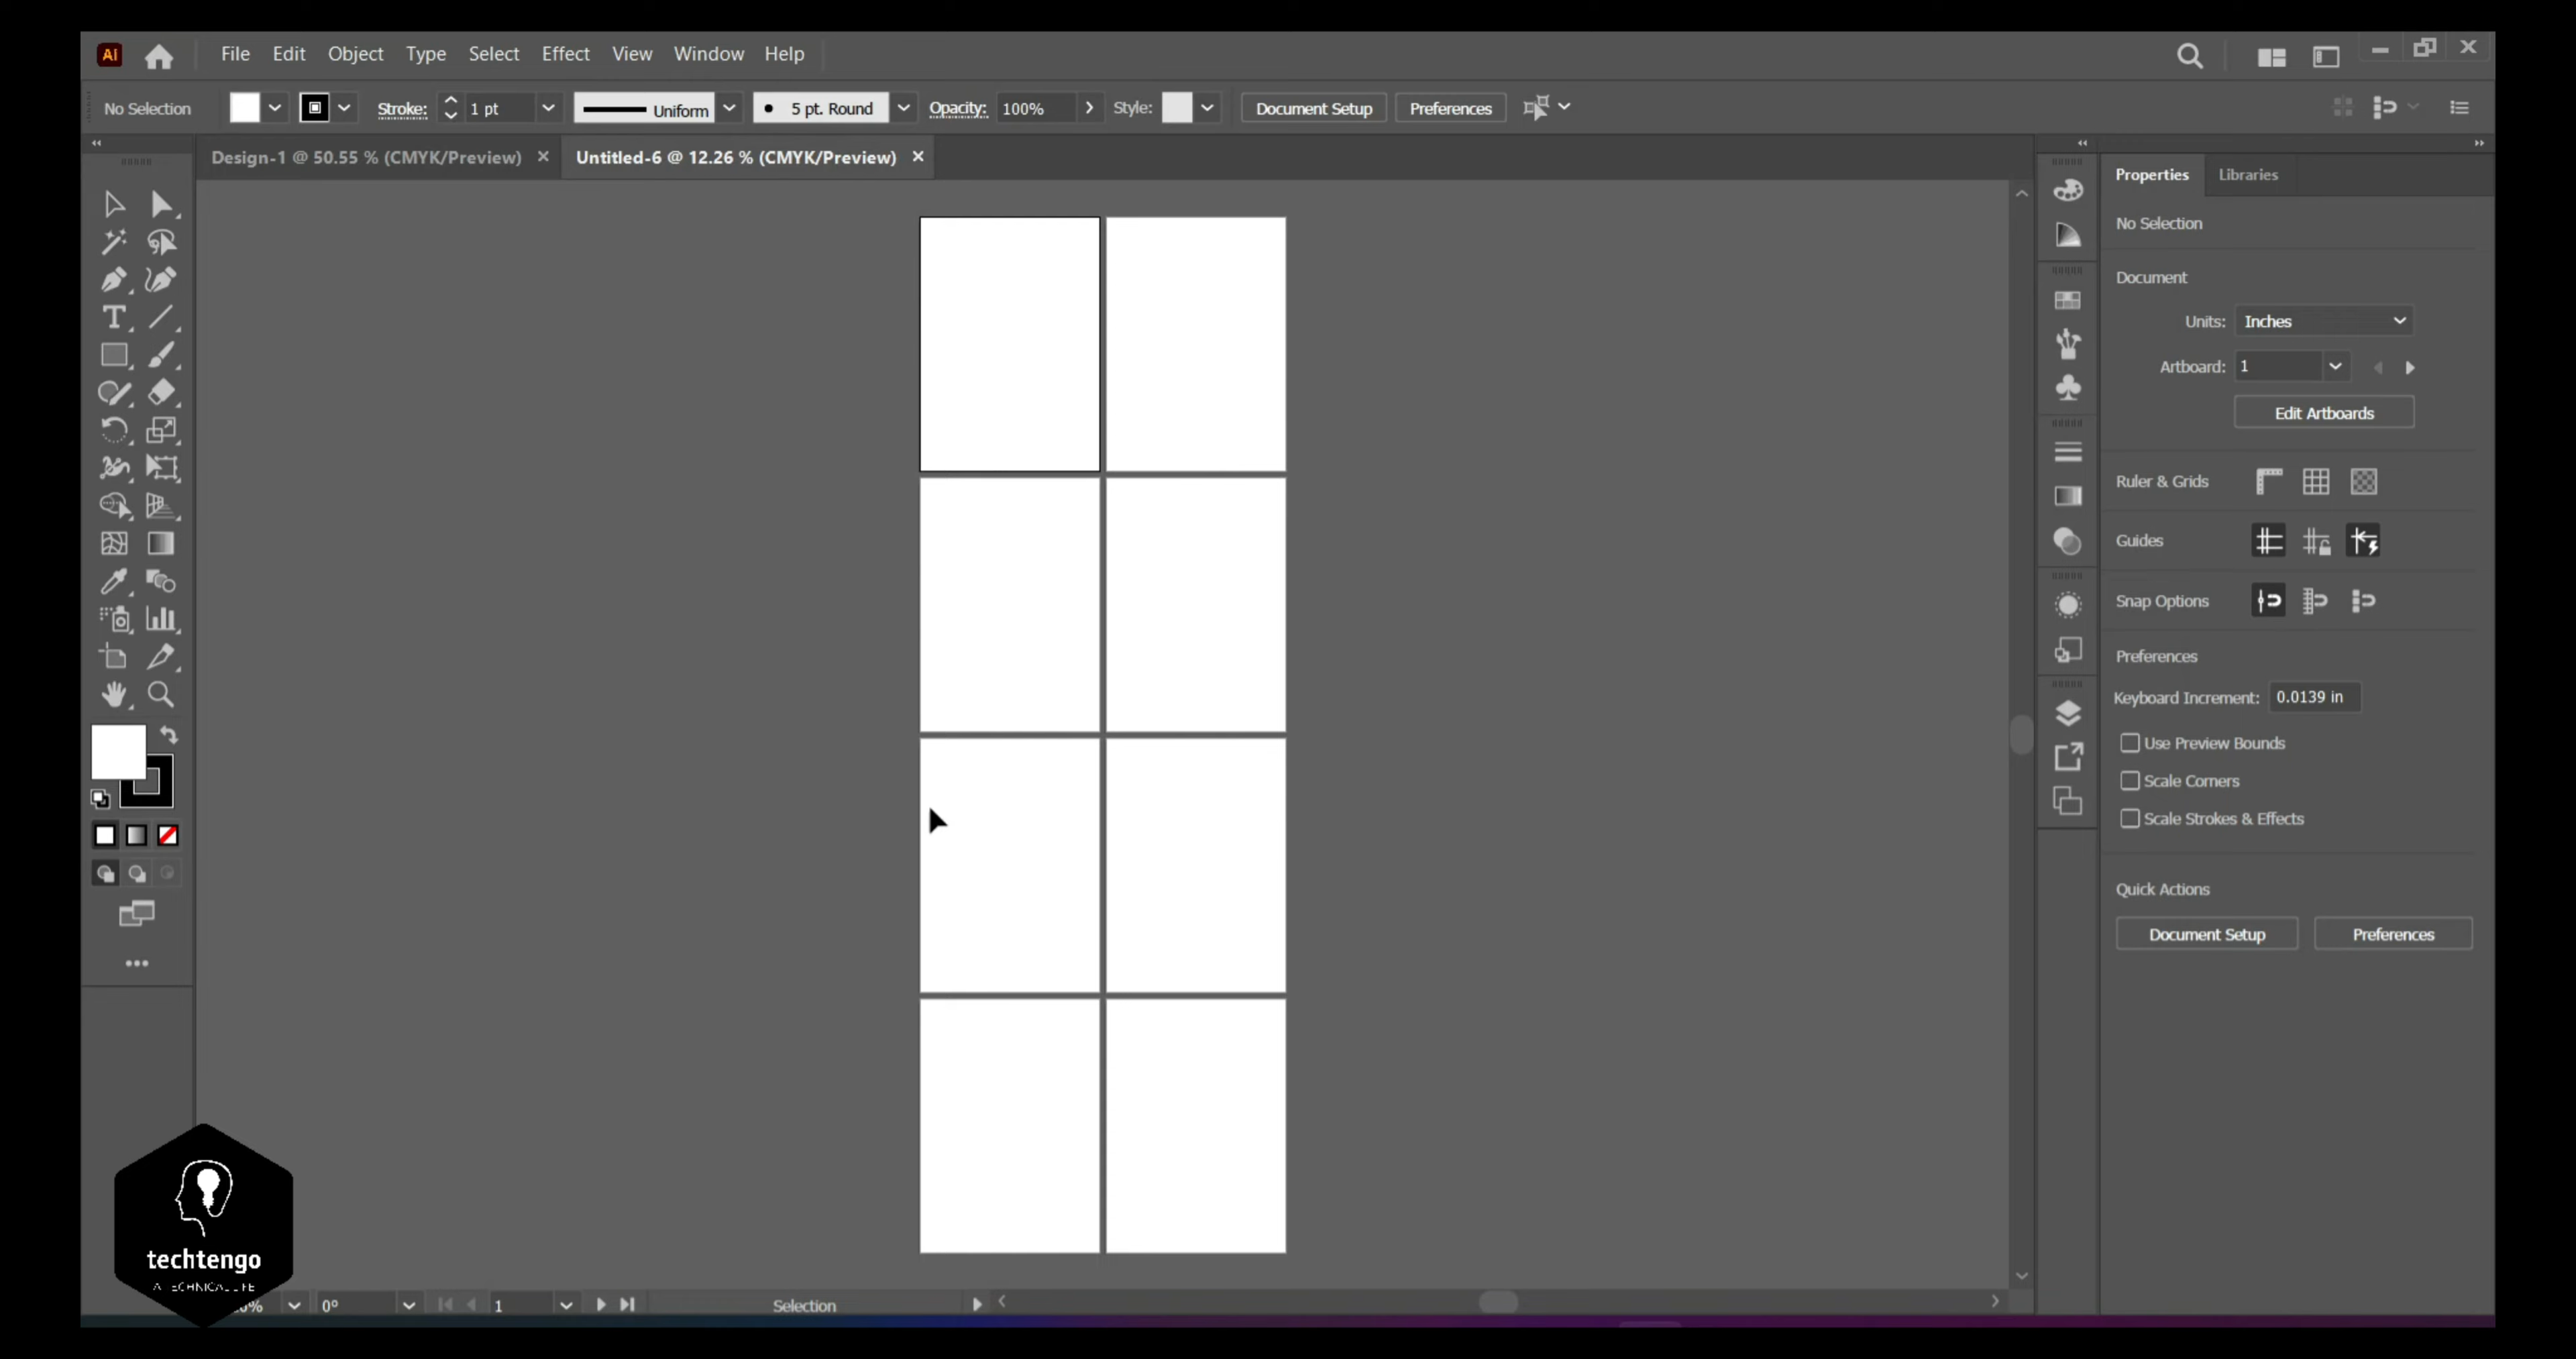 Ai File Edit Object Type Select Effect View Window Help
No Selection Stroke: 1 pt Uniform 5 pt. Round Opacity: 100% Style: Document Setup Preferences
Design-1 @ 50.55 % (CMYK/Preview) Untitled-6 @ 12.26 % (CMYK/Preview)
Properties Libraries
No Selection
Document
Units: Inches
Artboard: 1
Edit Artboards
Ruler & Grids
Guides
Snap Options
Preferences
Keyboard Increment: 0.0139 in
Use Preview Bounds
Scale Corners
Scale Strokes & Effects
Quick Actions
Document Setup Preferences
techtengo
0° 1 Selection